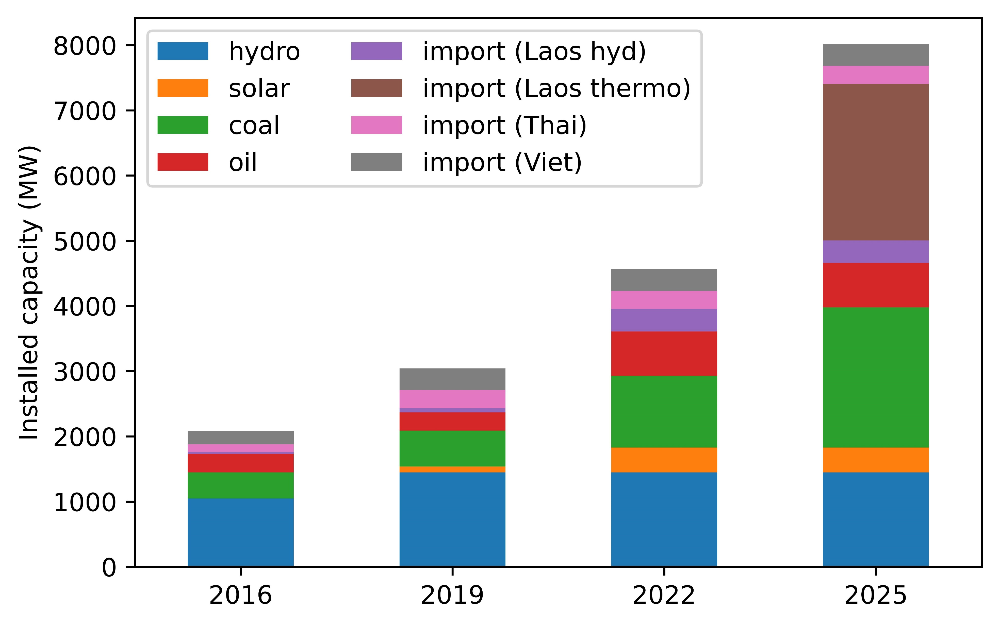 Installed capacity (MW)
8000
7000
6000
5000
4000
3000
2000
1000
0
hydro
solar
coal
oil
import (Laos hyd)
import (Laos thermo)
import (Thai)
import (Viet)
2016
2019
2022
2025